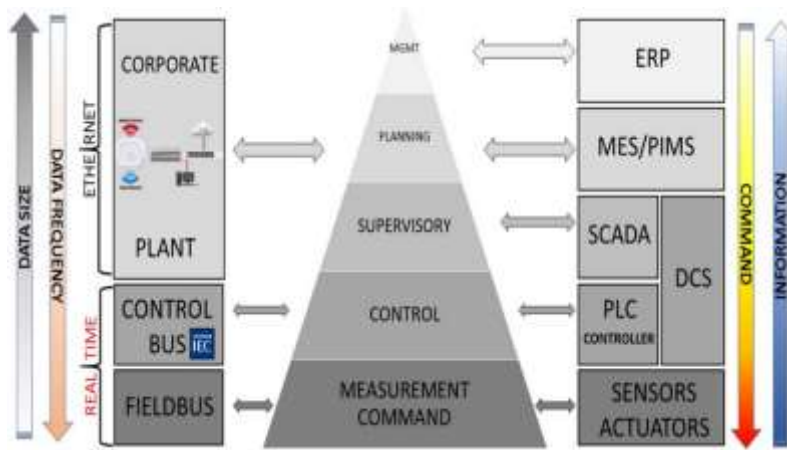 DATA SIZE
DATA FREQUENCY
ETHERNET
REAL TIME
CORPORATE
PLANT
CONTROL
BUS
IEC
FIELDBUS
MGMT
PLANNING
SUPERVISORY
CONTROL
MEASUREMENT
COMMAND
ERP
MES/PIMS
SCADA
DCS
PLC
CONTROLLER
SENSORS
ACTUATORS
COMMAND
INFORMATION